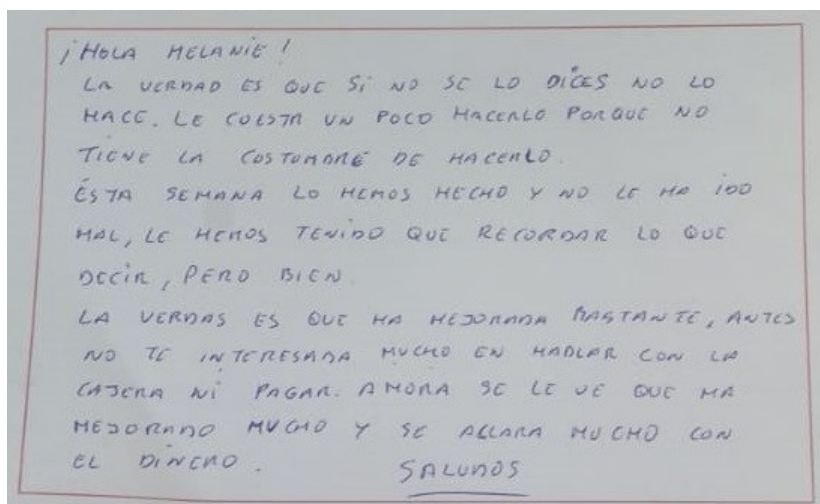 ¡HOLA MELANIE!
LA VERDAD ES QUE SI NO SE LO DICES NO LO
HACE. LE CUESTA UN POCO HACERLO PORQUE NO
TIENE LA COSTUMBRE DE HACERLO.
ESTA SEMANA LO HEMOS HECHO Y NO LE HA IDO
MAL, LE HEMOS TENIDO QUE RECORDAR LO QUE
DECIR, PERO BIEN.
LA VERDAS ES QUE HA MEJORADA BASTANTE, ANTES
NO TE INTERESABA MUCHO EN HABLAR CON LA
CAJERA NI PAGAR. AHORA SE LE VE QUE HA
MEJORADO MUCHO Y SE ACLARA MUCHO CON
EL DINERO.
SALUDOS